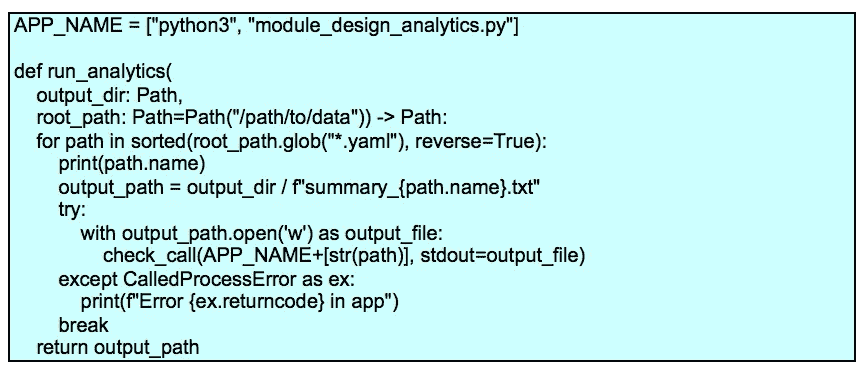 APP_NAME = ["python3", "module_design_analytics.py"]

def run_analytics(
    output_dir: Path,
    root_path: Path=Path("/path/to/data")) -> Path:
    for path in sorted(root_path.glob("*.yaml"), reverse=True):
        print(path.name)
        output_path = output_dir / f"summary_{path.name}.txt"
        try:
            with output_path.open('w') as output_file:
                check_call(APP_NAME+[str(path)], stdout=output_file)
        except CalledProcessError as ex:
            print(f"Error {ex.returncode} in app")
        break
    return output_path